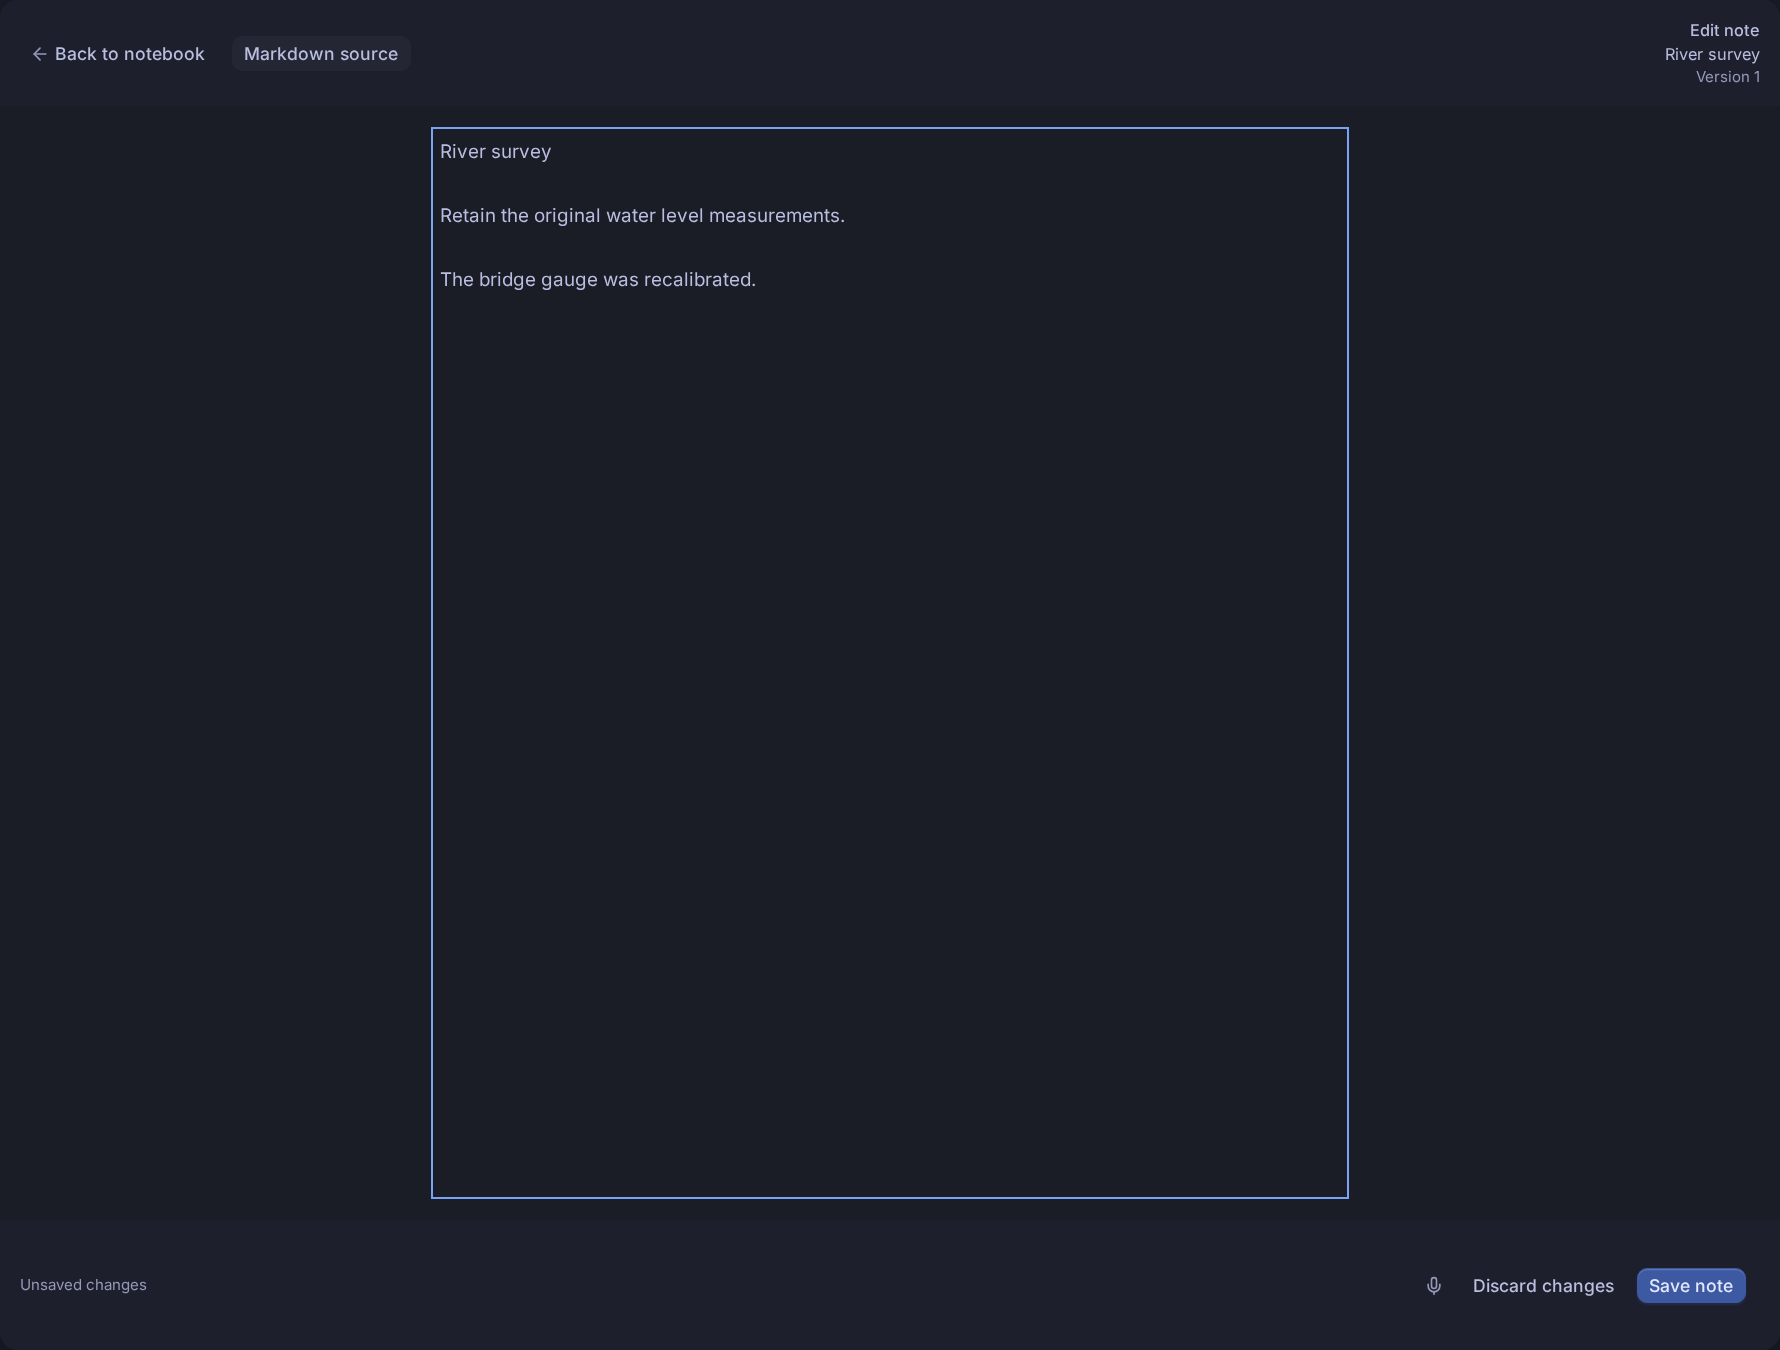 Back to notebook
Markdown source
Edit note
River survey
Version 1
River survey
Retain the original water level measurements.
The bridge gauge was recalibrated.
Unsaved changes
Discard changes
Save note